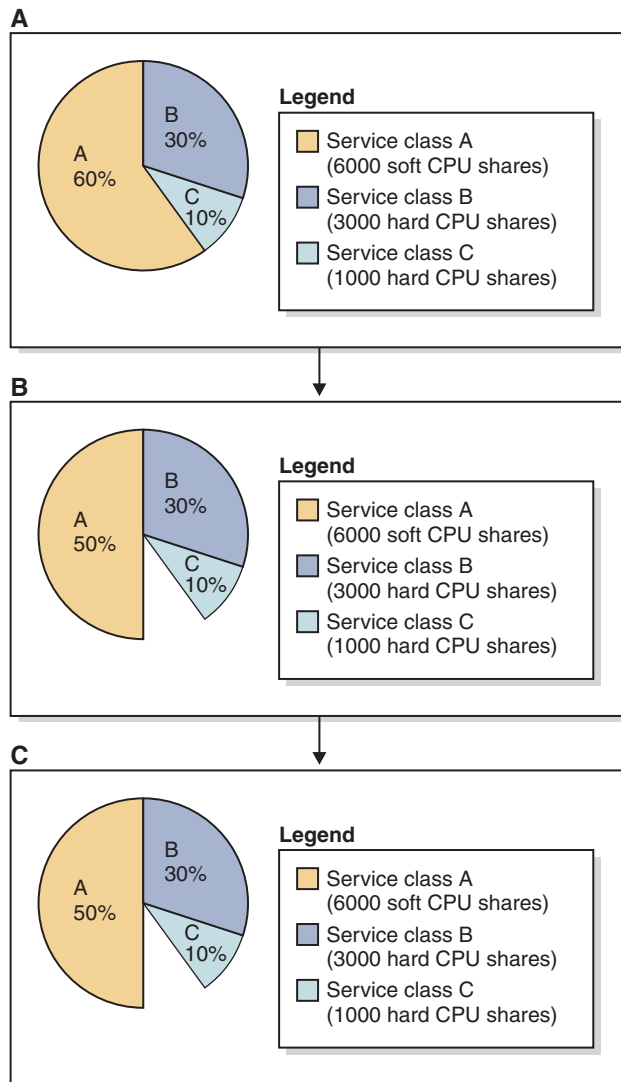 A
A
60%
B
30%
C
10%
Legend
Service class A
(6000 soft CPU shares)
Service class B
(3000 hard CPU shares)
Service class C
(1000 hard CPU shares)
B
A
50%
B
30%
C
10%
Legend
Service class A
(6000 soft CPU shares)
Service class B
(3000 hard CPU shares)
Service class C
(1000 hard CPU shares)
C
A
50%
B
30%
C
10%
Legend
Service class A
(6000 soft CPU shares)
Service class B
(3000 hard CPU shares)
Service class C
(1000 hard CPU shares)